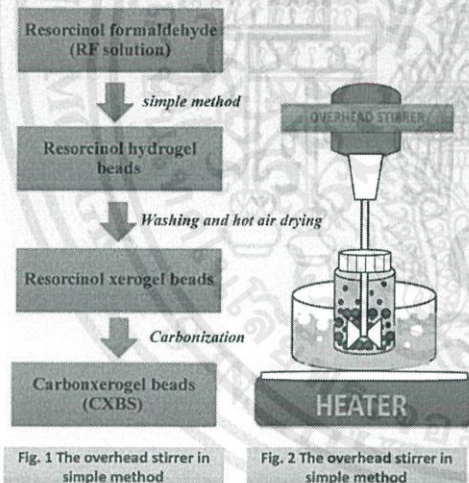 Resorcinol formaldehyde
(RF solution)
simple method
Resorcinol hydrogel
beads
Washing and hot air drying
Resorcinol xerogel beads
Carbonization
Carbonxerogel beads
(CXBS)
Fig. 1 The overhead stirrer in
simple method
OVERHEAD STIRRER
HEATER
Fig. 2 The overhead stirrer in
simple method